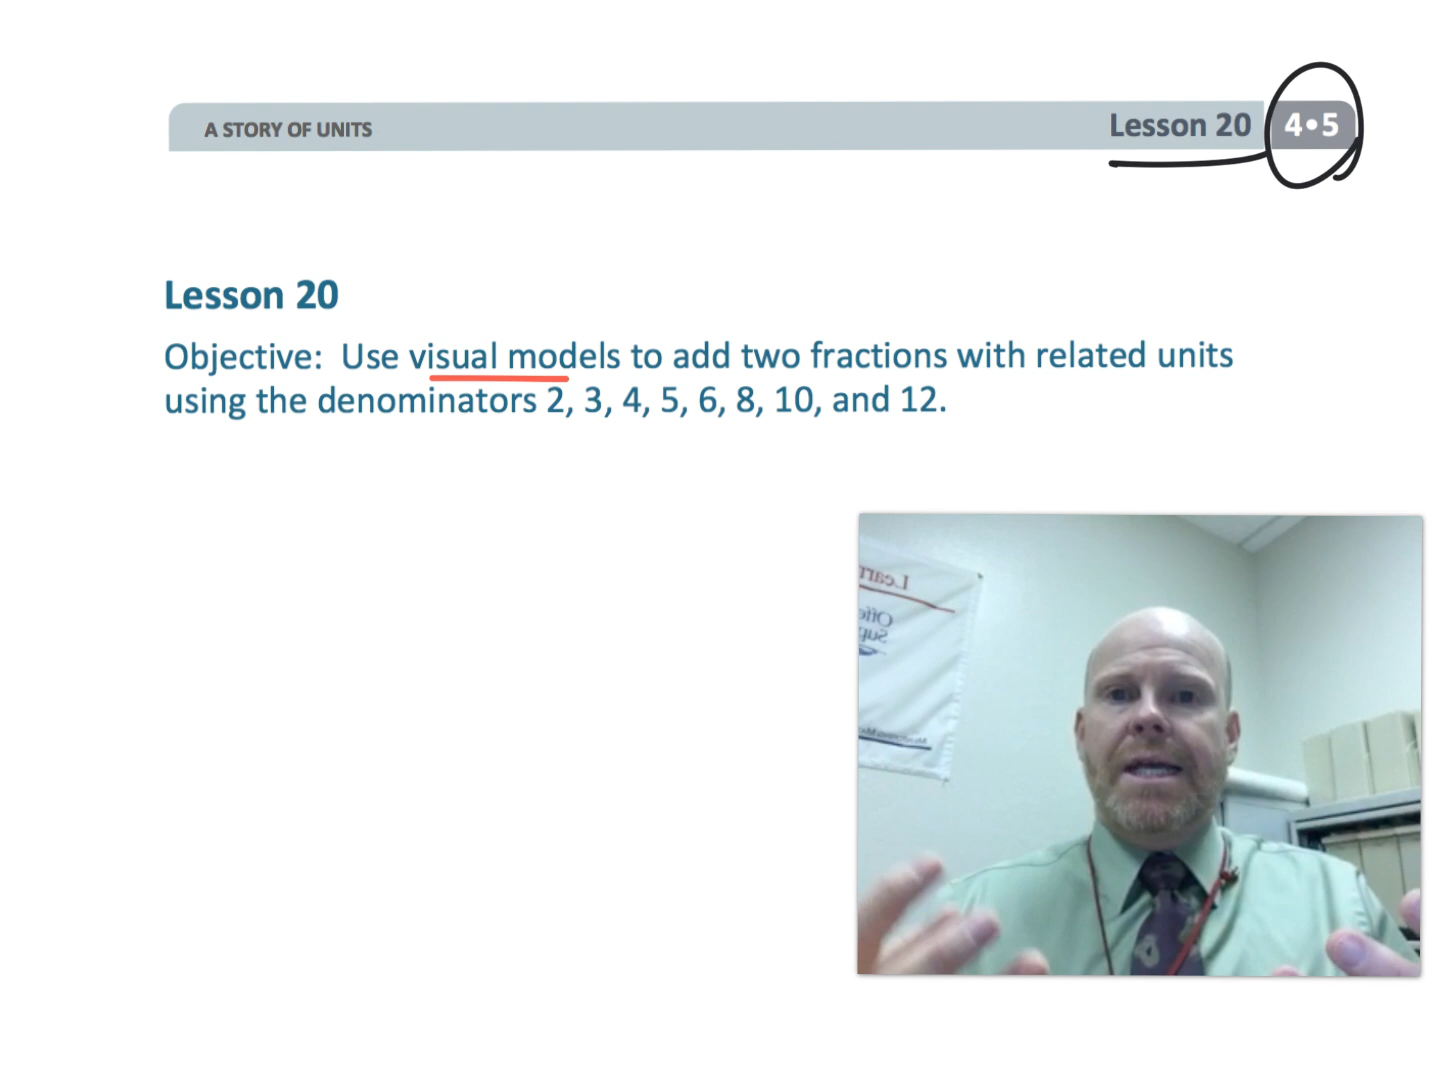 A STORY OF UNITS
Lesson 20
4•5
Lesson 20
Objective: Use visual models to add two fractions with related units
using the denominators 2, 3, 4, 5, 6, 8, 10, and 12.
Learn